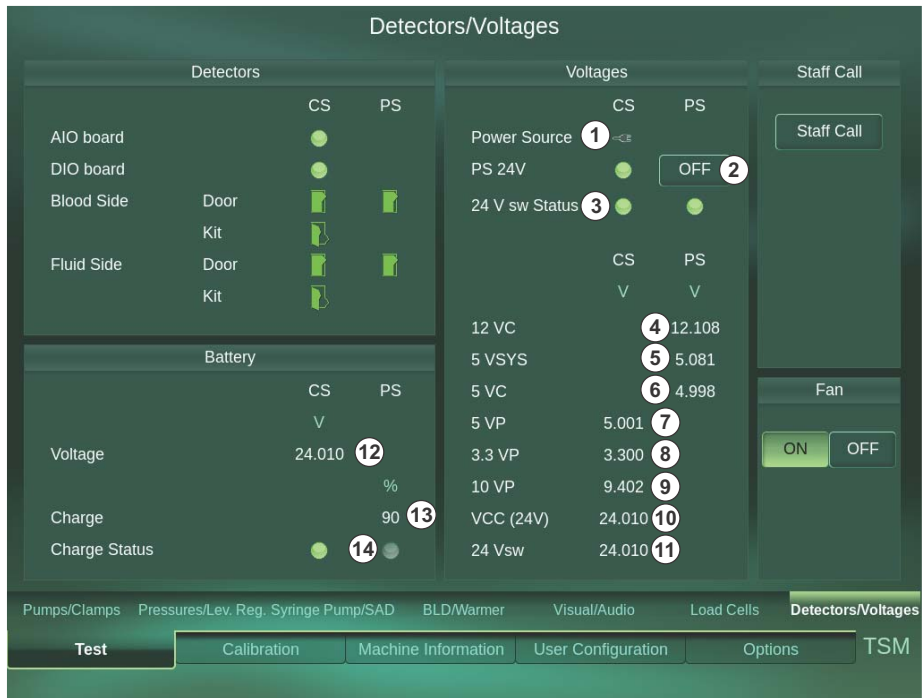 Detectors/Voltages
Detectors
CS PS
AIO board
DIO board
Blood Side Door
Kit
Fluid Side Door
Kit
Battery
CS PS
V
Voltage 24.010 12
%
Charge 90 13
Charge Status 14
Voltages
CS PS
Power Source 1
PS 24V OFF 2
24 V sw Status 3
CS PS
V V
12 VC 4 12.108
5 VSYS 5 5.081
5 VC 6 4.998
5 VP 5.001 7
3.3 VP 3.300 8
10 VP 9.402 9
VCC (24V) 24.010 10
24 Vsw 24.010 11
Staff Call
Staff Call
Fan
ON OFF
Pumps/Clamps Pressures/Lev. Reg. Syringe Pump/SAD BLD/Warmer Visual/Audio Load Cells Detectors/Voltages
Test Calibration Machine Information User Configuration Options TSM